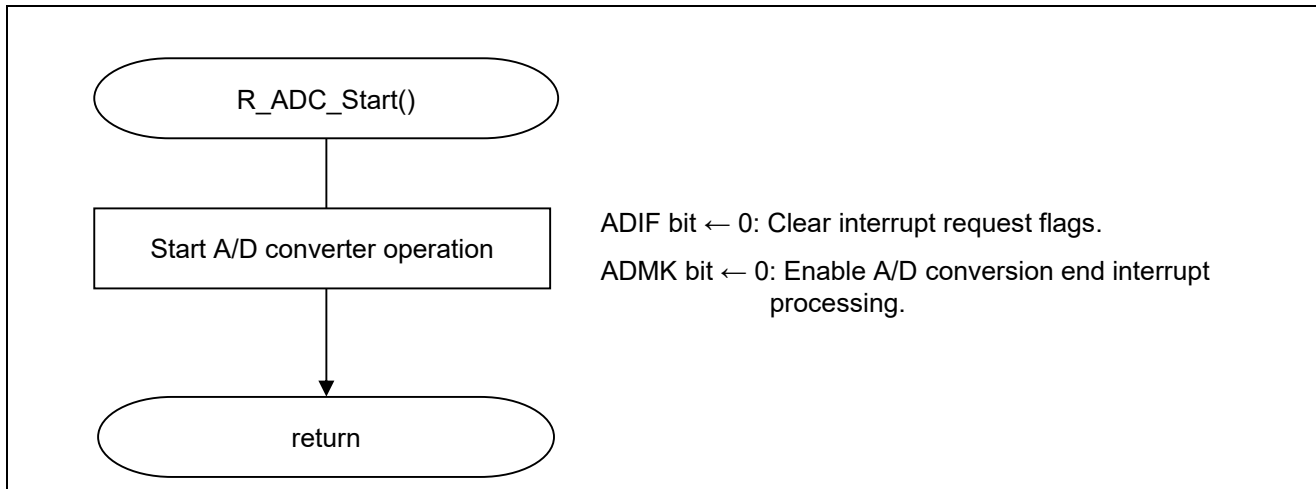 R_ADC_Start()
Start A/D converter operation
ADIF bit ← 0: Clear interrupt request flags.
ADMK bit ← 0: Enable A/D conversion end interrupt
processing.
return